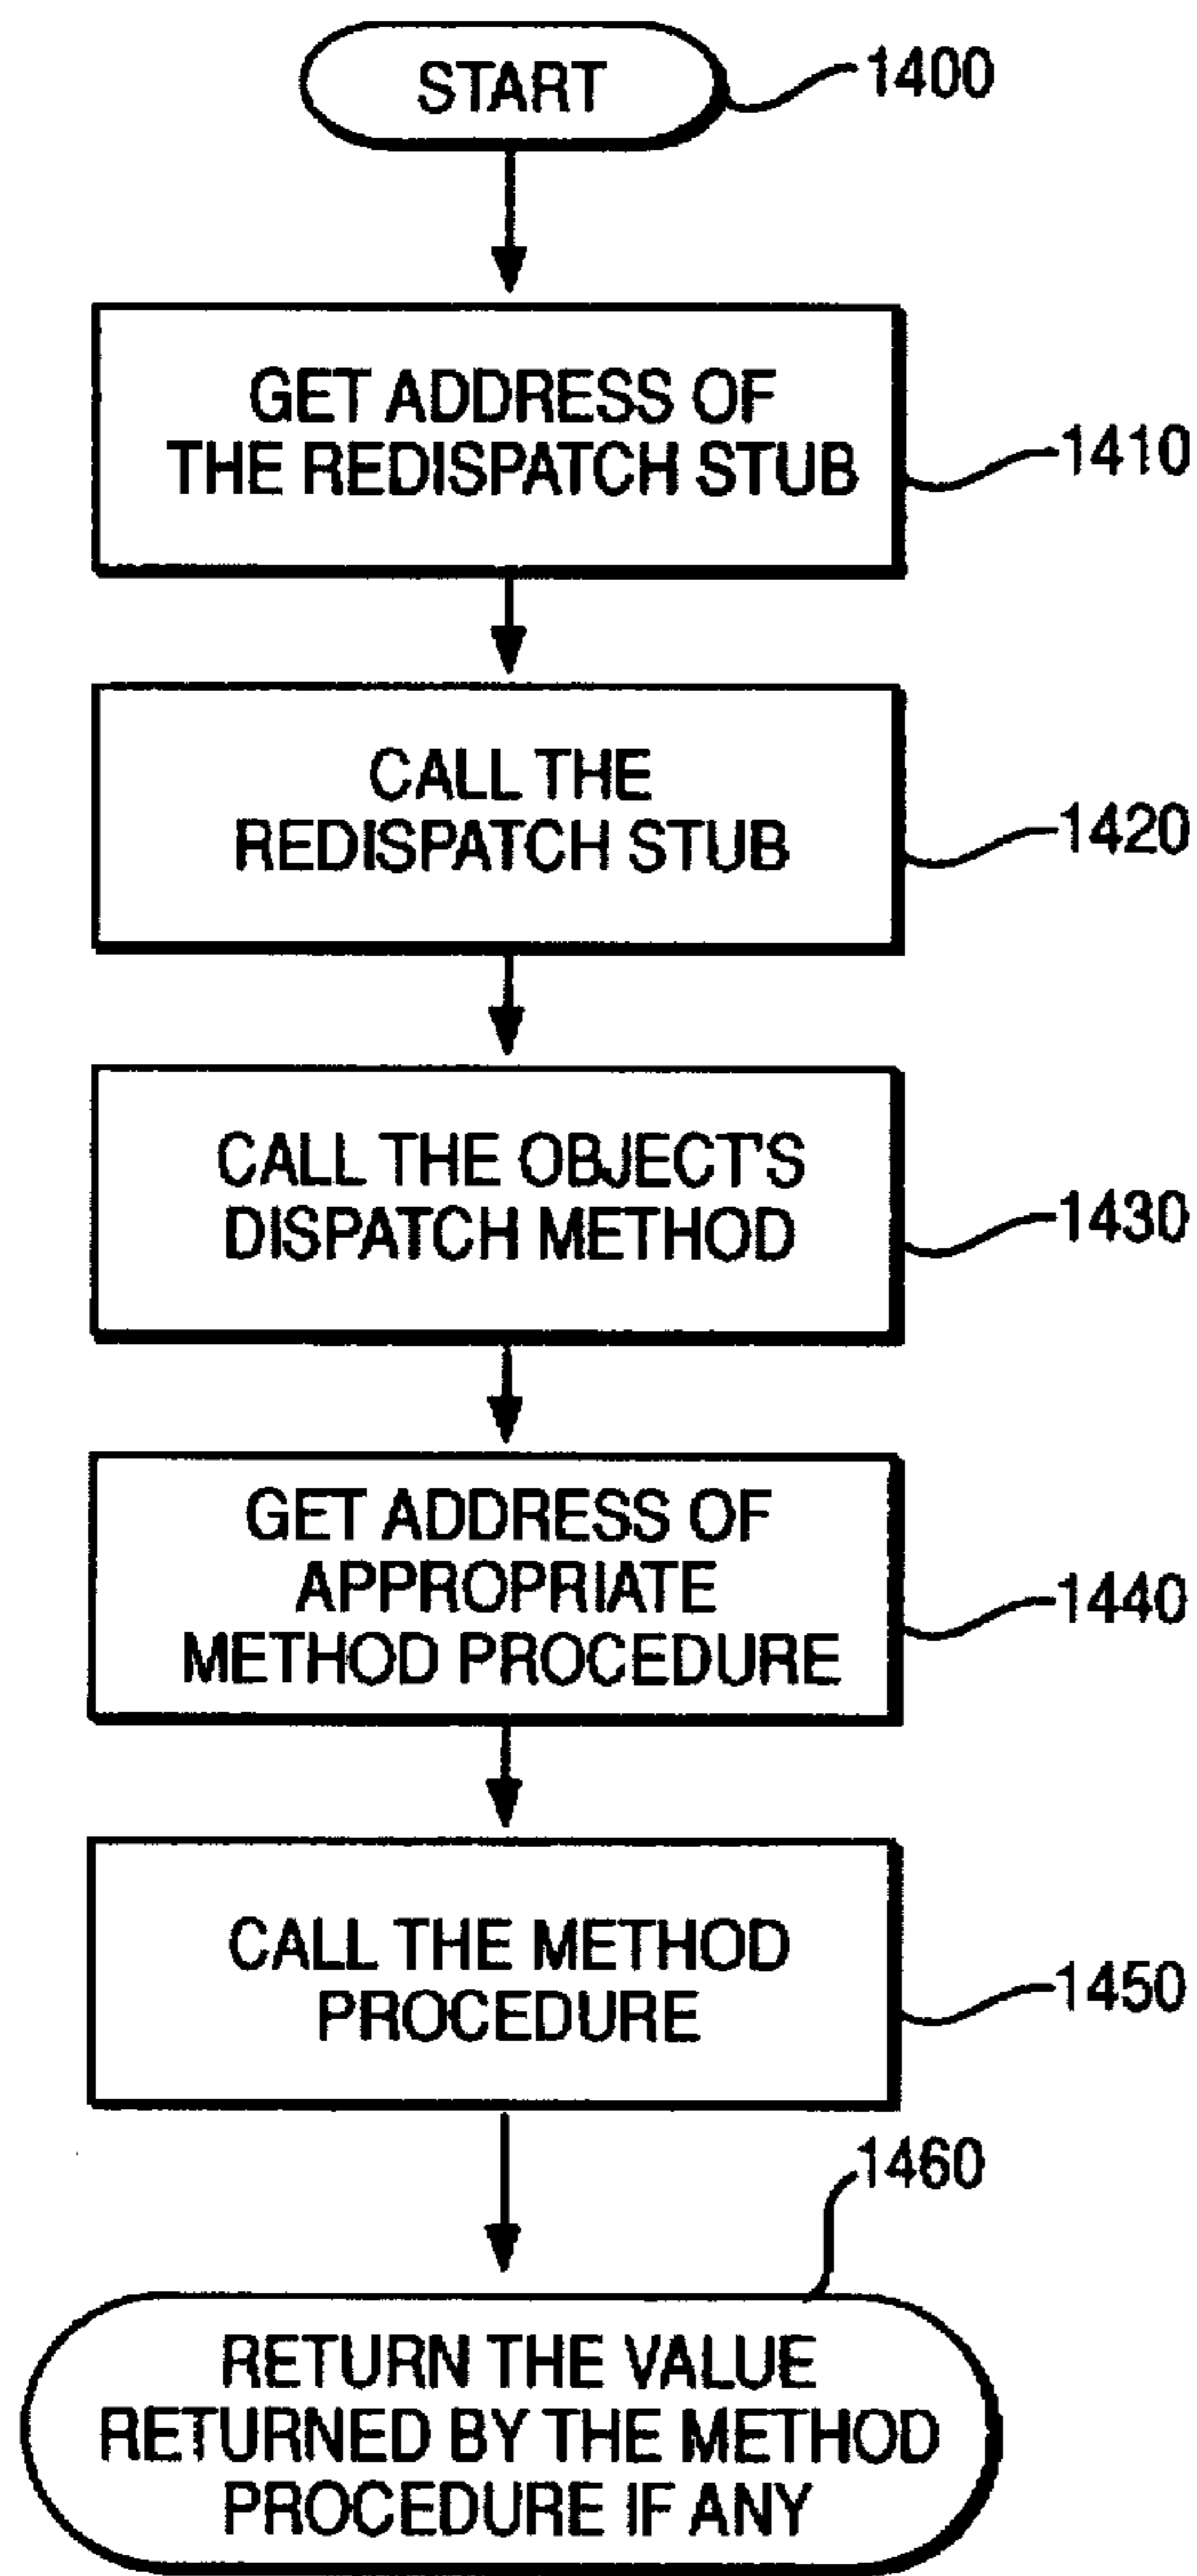 START
1400
GET ADDRESS OF
THE REDISPATCH STUB
1410
CALL THE
REDISPATCH STUB
1420
CALL THE OBJECT'S
DISPATCH METHOD
1430
GET ADDRESS OF
APPROPRIATE
METHOD PROCEDURE
1440
CALL THE METHOD
PROCEDURE
1450
1460
RETURN THE VALUE
RETURNED BY THE METHOD
PROCEDURE IF ANY